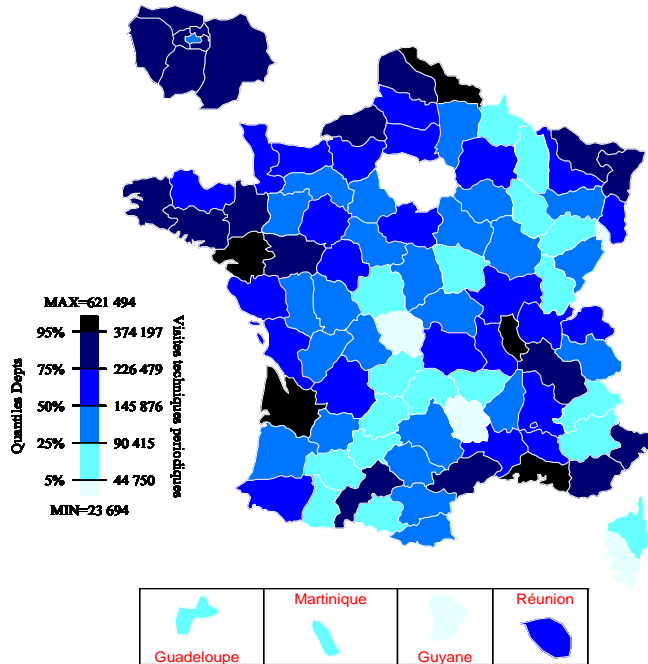 MAX=621 494
95% 374 197
75% 226 479
50% 145 876
25% 90 415
5% 44 750
MIN=23 694
Quantiles Depts
Visites techniques periodiques
Martinique
Réunion
Guadeloupe
Guyane